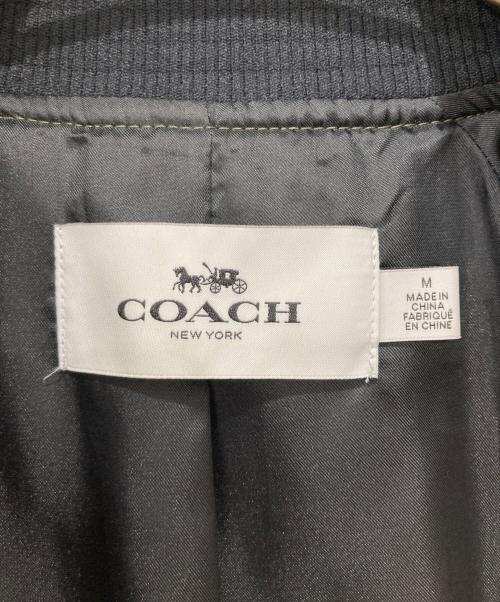 COACH
NEW YORK
M
MADE IN
CHINA
FABRIQUÉ
EN CHINE